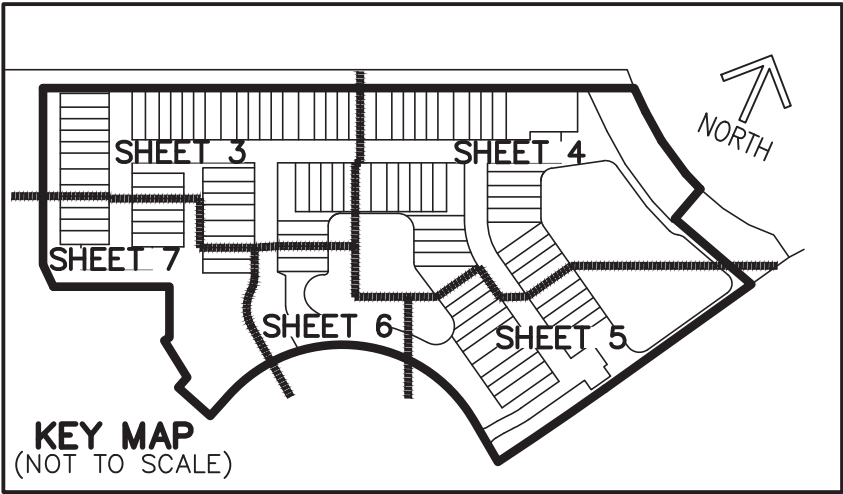 NORTH
SHEET 3
SHEET 4
SHEET 7
SHEET 6
SHEET 5
KEY MAP
(NOT TO SCALE)